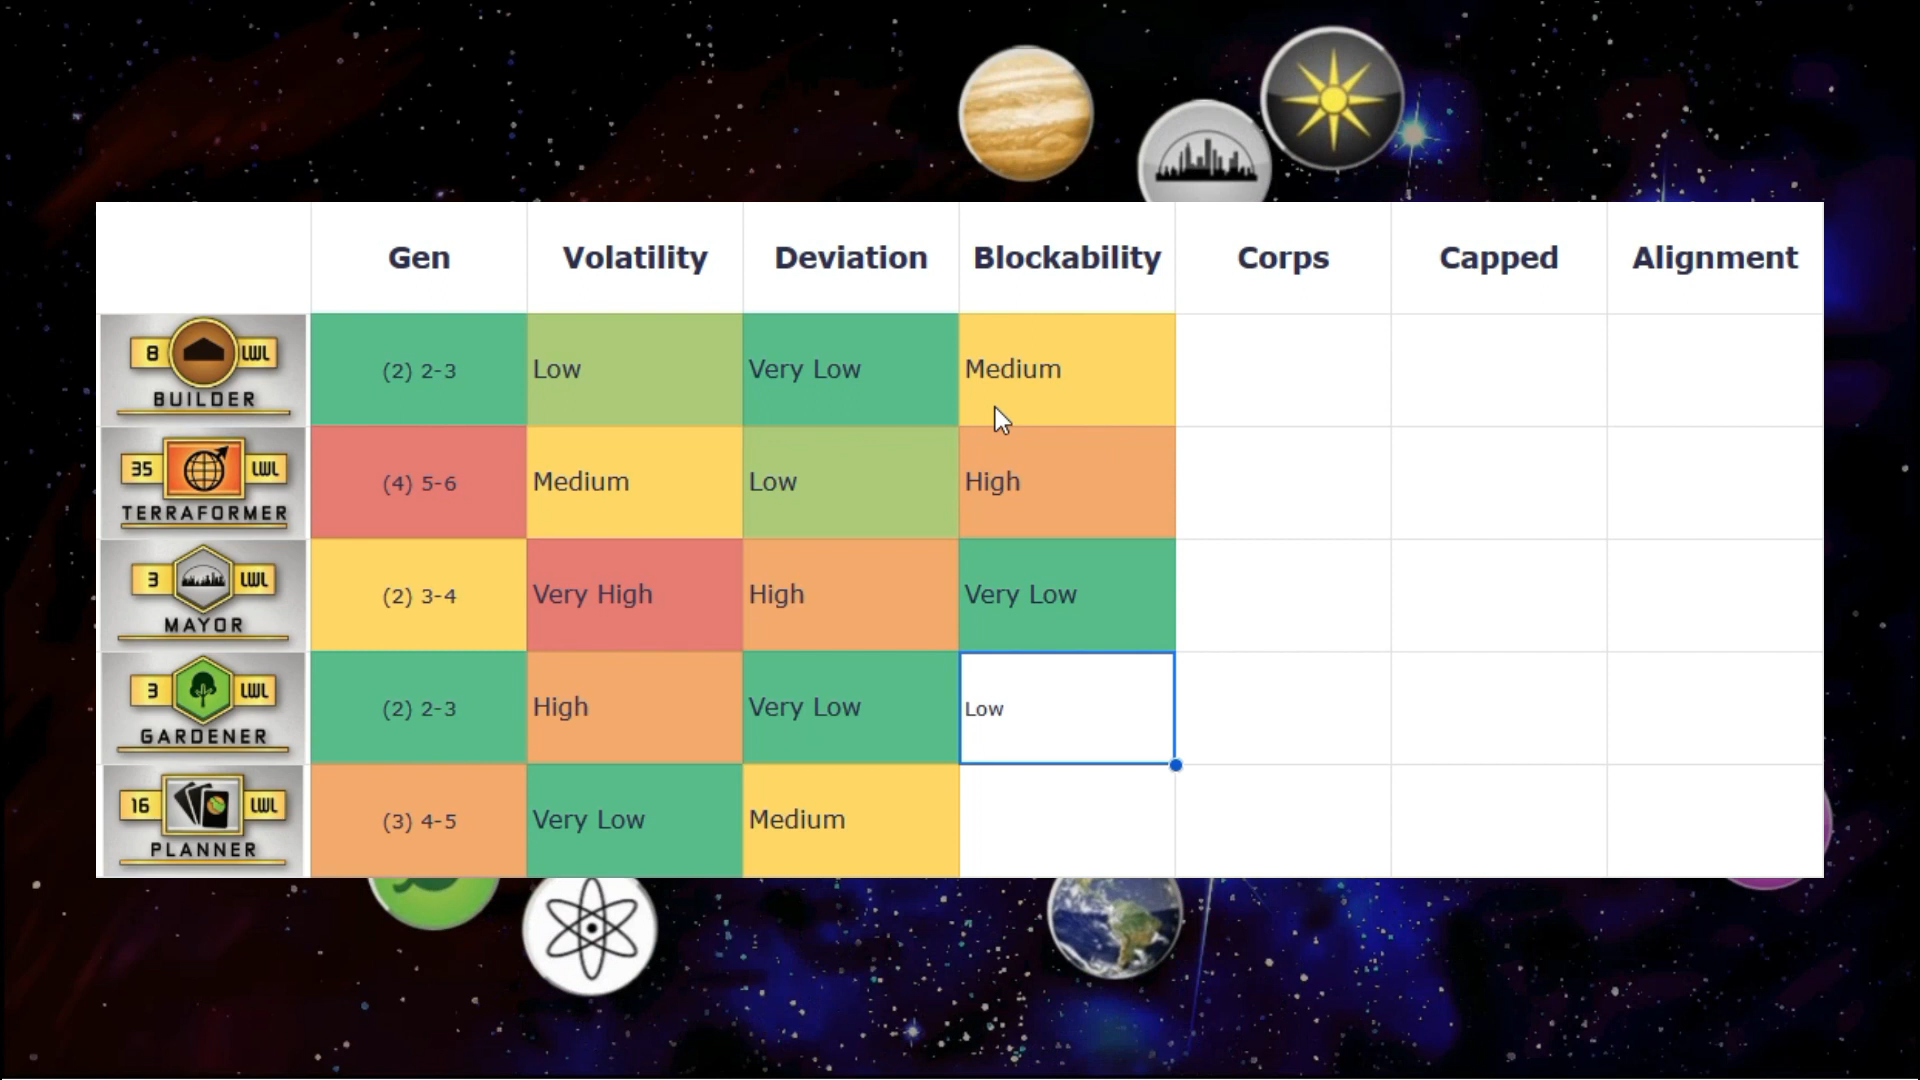 Gen Volatility Deviation Blockability Corps Capped Alignment
8 LWL
BUILDER
(2) 2-3 Low Very Low Medium
35 LWL
TERRAFORMER
(4) 5-6 Medium Low High
3 LWL
MAYOR
(2) 3-4 Very High High Very Low
3 LWL
GARDENER
(2) 2-3 High Very Low Low
16 LWL
PLANNER
(3) 4-5 Very Low Medium